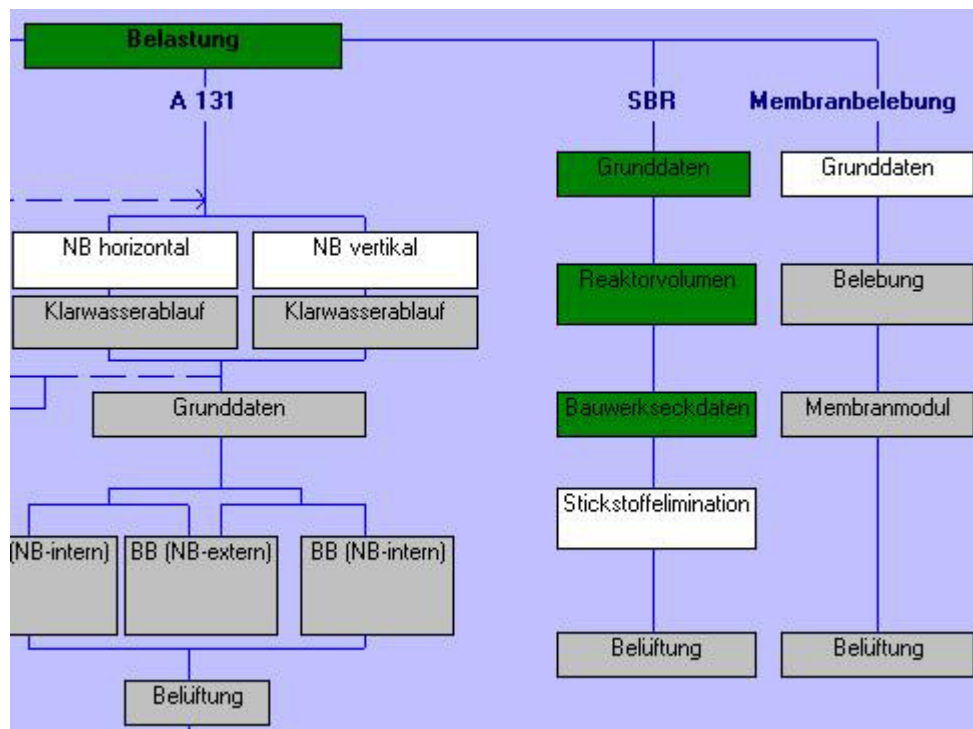 Belastung
A 131
SBR
Membranbelebung
Grunddaten
Grunddaten
NB horizontal
NB vertikal
Klarwasserablauf
Klarwasserablauf
Reaktorvolumen
Belebung
Grunddaten
Bauwerkseckdaten
Membranmodul
Stickstoffelimination
(NB-intern)
BB (NB-extern)
BB (NB-intern)
Belüftung
Belüftung
Belüftung